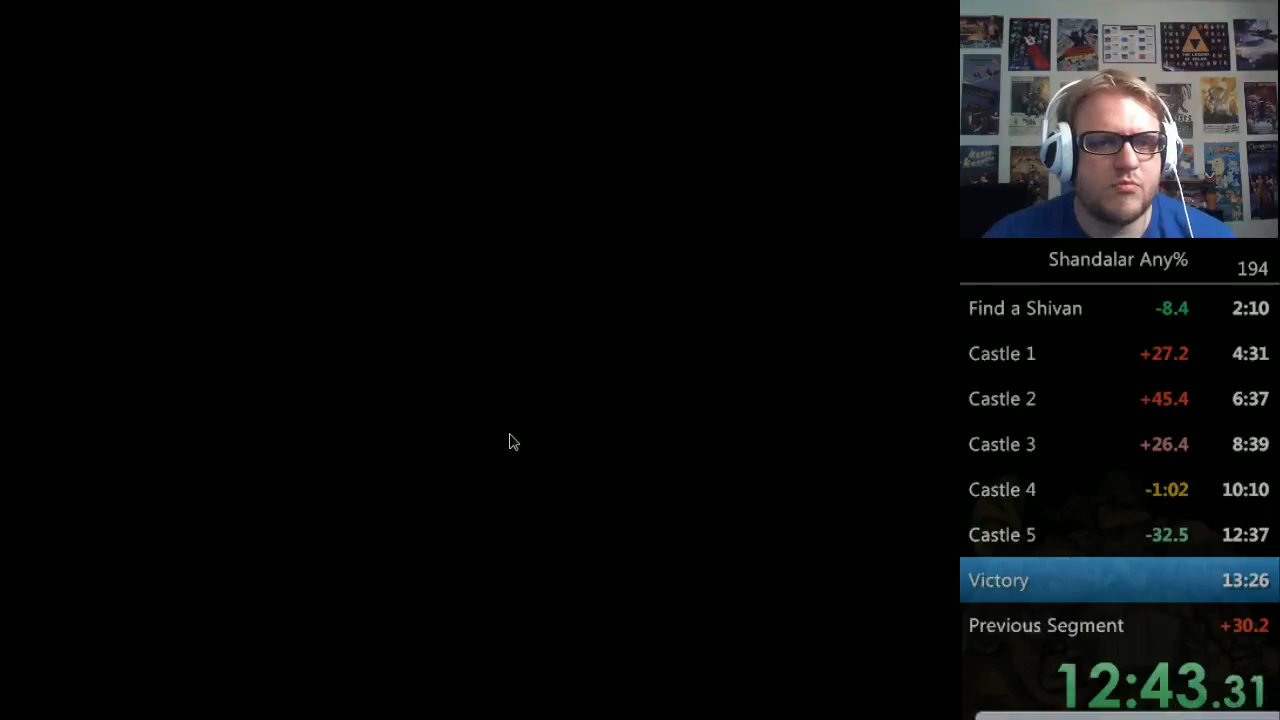 Shandalar Any%
194
Find a Shivan -8.4 2:10
Castle 1 +27.2 4:31
Castle 2 +45.4 6:37
Castle 3 +26.4 8:39
Castle 4 -1:02 10:10
Castle 5 -32.5 12:37
Victory 13:26
Previous Segment +30.2
12:43.31